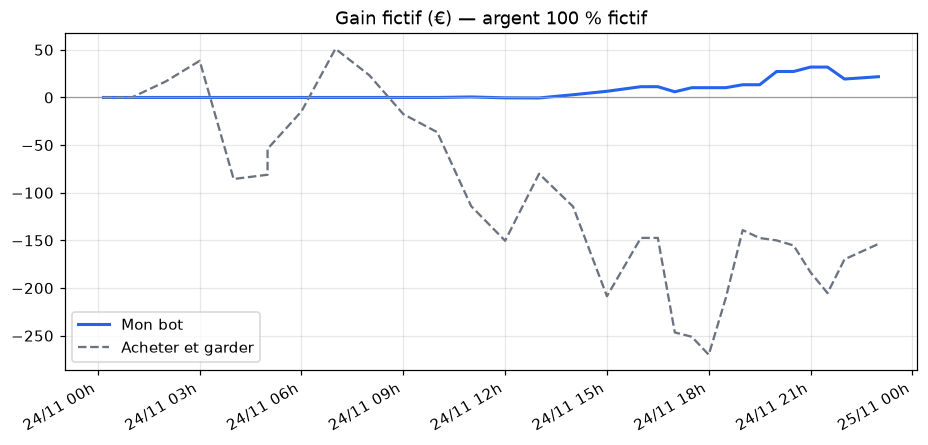 Gain fictif (€) — argent 100 % fictif
50
0
−50
−100
−150
−200
−250
Mon bot
Acheter et garder
24/11 00h
24/11 03h
24/11 06h
24/11 09h
24/11 12h
24/11 15h
24/11 18h
24/11 21h
25/11 00h